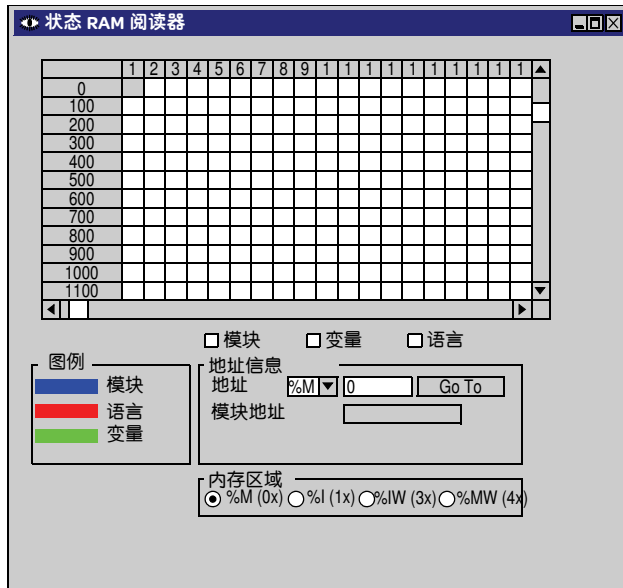 状态 RAM 阅读器
1 2 3 4 5 6 7 8 9 1 1 1 1 1 1 1 1 1 1
0
100
200
300
400
500
600
700
800
900
1000
1100
模块 变量 语言
图例
模块
语言
变量
地址信息
地址 %M 0 Go To
模块地址
内存区域
%M (0x) %I (1x) %IW (3x) %MW (4x)